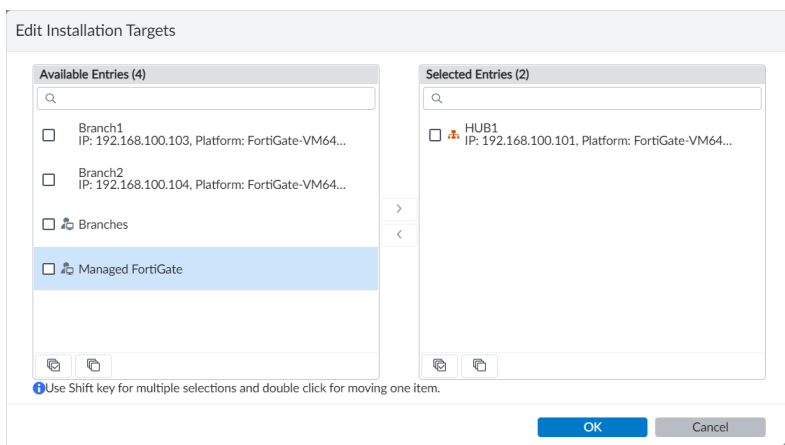 Edit Installation Targets
Available Entries (4)
Branch1
IP: 192.168.100.103, Platform: FortiGate-VM64...
Branch2
IP: 192.168.100.104, Platform: FortiGate-VM64...
Branches
Managed FortiGate
>
<
Selected Entries (2)
HUB1
IP: 192.168.100.101, Platform: FortiGate-VM64...
Use Shift key for multiple selections and double click for moving one item.
OK
Cancel